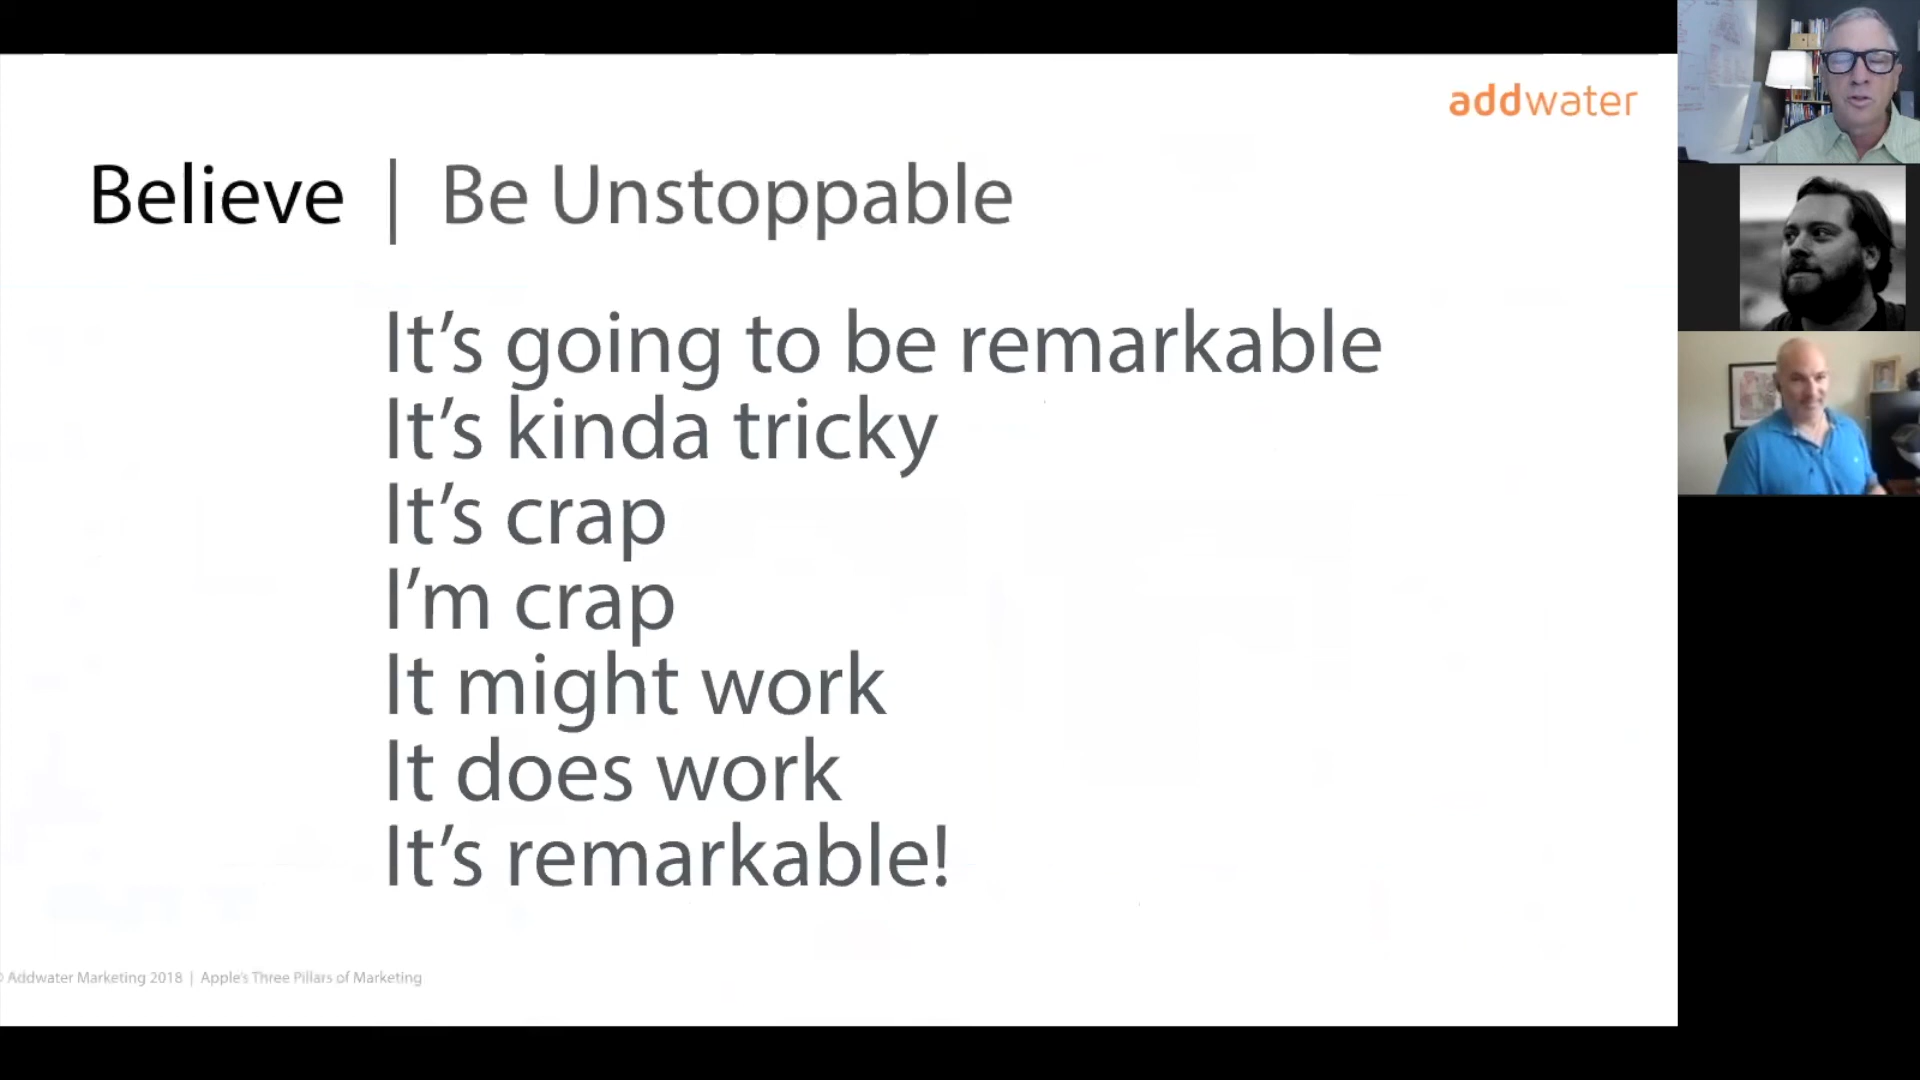 addwater
Believe | Be Unstoppable
It’s going to be remarkable
It’s kinda tricky
It’s crap
I’m crap
It might work
It does work
It’s remarkable!
Addwater Marketing 2018 | Apple's Three Pillars of Marketing